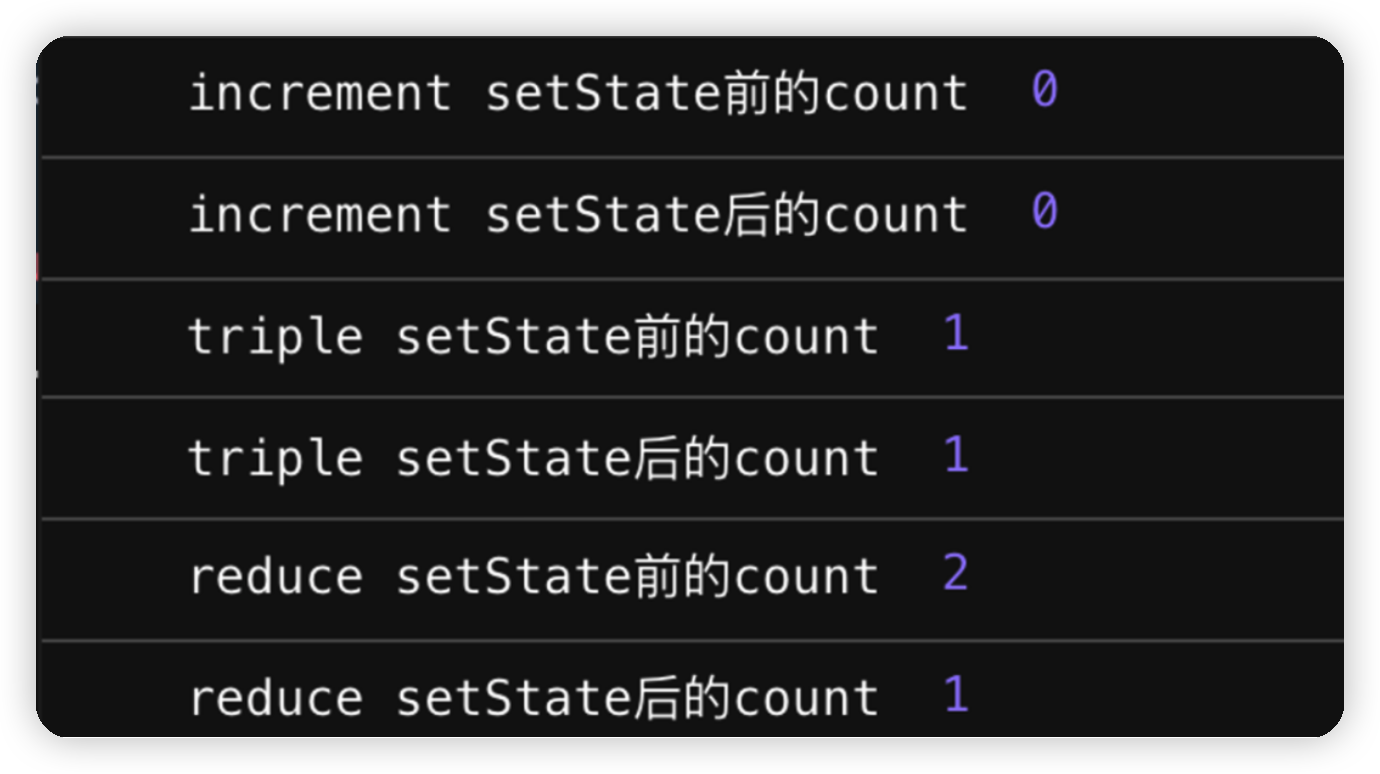 increment setState前的count 0
increment setState后的count 0
triple setState前的count 1
triple setState后的count 1
reduce setState前的count 2
reduce setState后的count 1